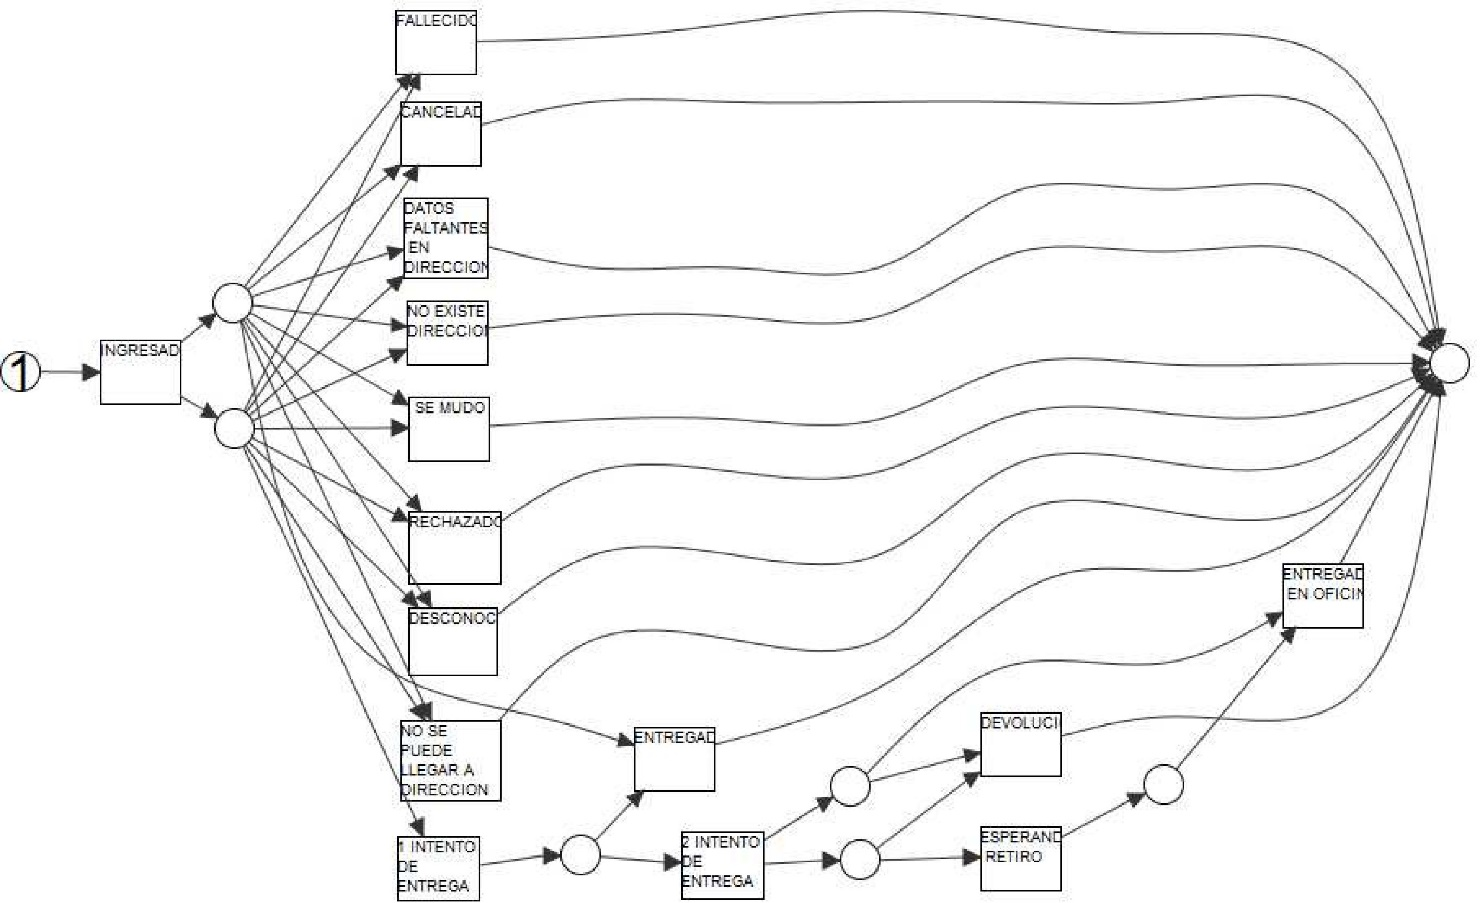 FALLECIDO
CANCELAD
DATOS
FALTANTES
EN
DIRECCION
NO EXISTE
DIRECCION
1
INGRESAD
SE MUDO
RECHAZADO
DESCONOC
ENTREGAD
EN OFICIN
NO SE
PUEDE
LLEGAR A
DIRECCION
ENTREGAD
DEVOLUCI
1 INTENTO
DE
ENTREGA
2 INTENTO
DE
ENTREGA
ESPERAND
RETIRO